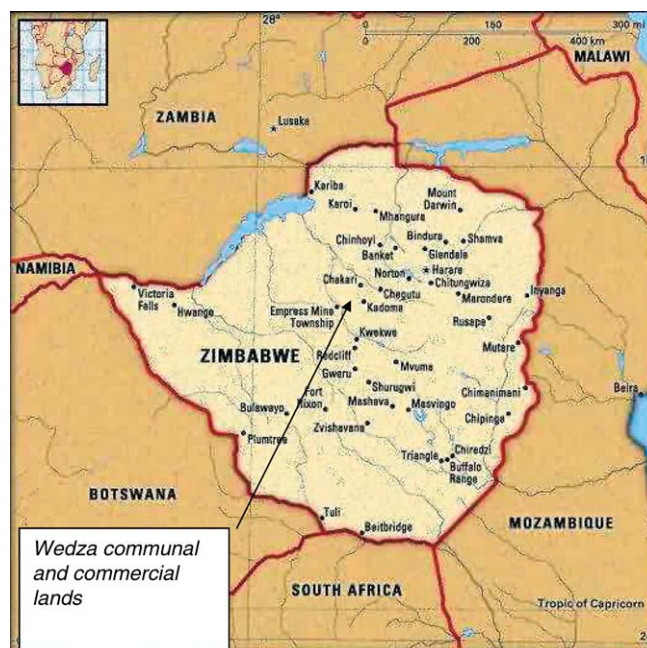 28°
0
150
300 mi
200
400 km
MALAWI
ZAMBIA
Lusaka
Kariba
Karoi
Mhangura
Mount
Darwin
Chinhoyi
Banket
Bindura
Shamva
Glendale
Harare
Norton
Chitungwiza
NAMIBIA
Victoria
Falls
Hwange
Chakari
Chegutu
Kadoma
Marondera
Inyanga
Empress Mine
Township
Rusape
Kwekwe
Mutare
ZIMBABWE
Redcliff
Gweru
Mvuma
Shurugwi
Chimanimani
Beira
Fort
Rixon
Bulawayo
Mashava
Masvingo
Chipinge
Zvishavana
Plumtree
Triangle
Chiredzi
Buffalo
Range
BOTSWANA
Tuli
Beitbridge
MOZAMBIQUE
Wedza communal
and commercial
lands
SOUTH AFRICA
Tropic of Capricorn